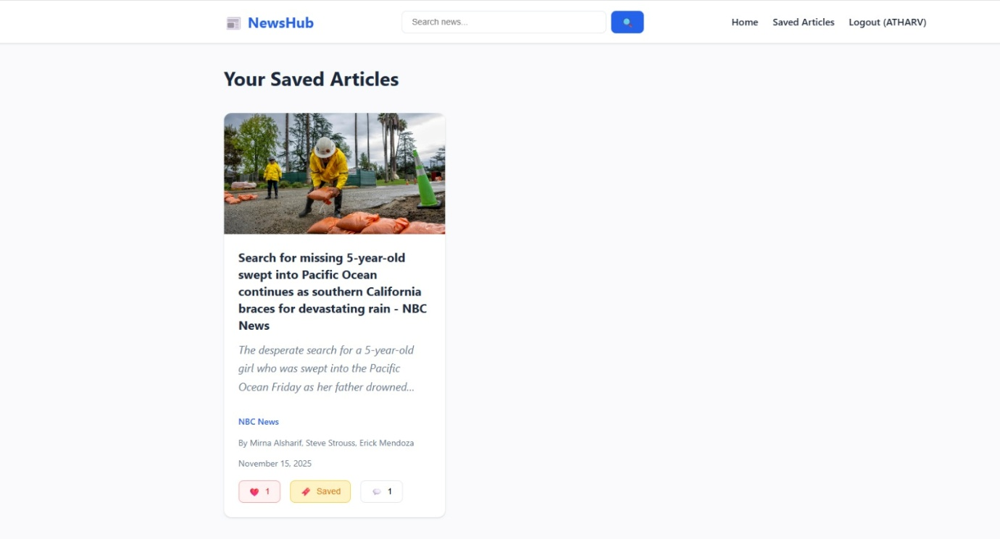 NewsHub
Search news...
Home
Saved Articles
Logout (ATHARV)
Your Saved Articles
Search for missing 5-year-old
swept into Pacific Ocean
continues as southern California
braces for devastating rain - NBC
News
The desperate search for a 5-year-old
girl who was swept into the Pacific
Ocean Friday as her father drowned...
NBC News
By Mirna Alsharif, Steve Strouss, Erick Mendoza
November 15, 2025
1
Saved
1